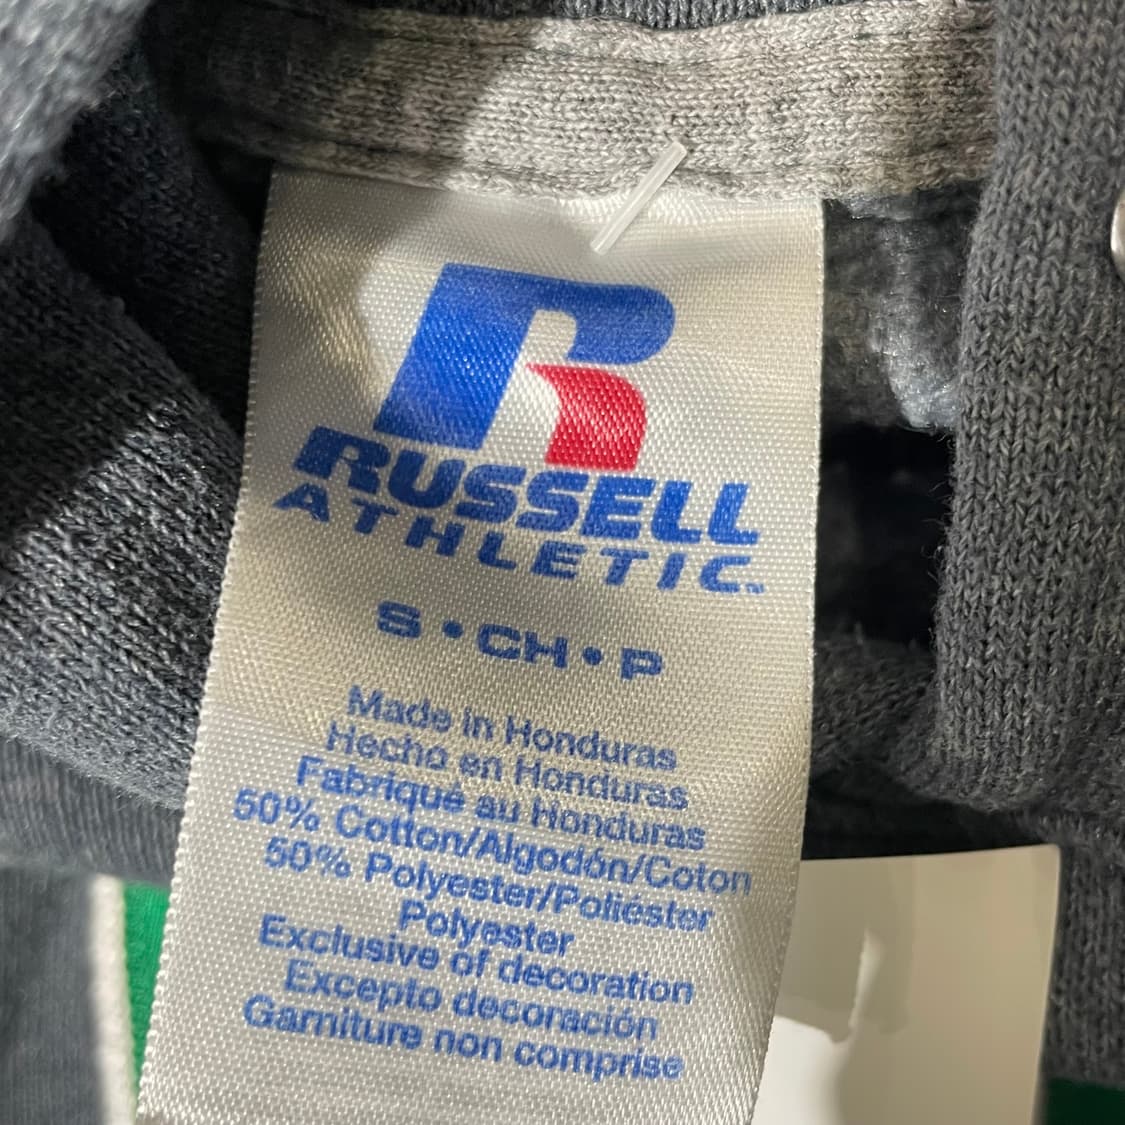 RUSSELL
ATHLETIC
S • CH • P
Made in Honduras
Hecho en Honduras
Fabriqué au Honduras
50% Cotton/Algodón/Coton
50% Polyester/Poliéster
Polyester
Exclusive of decoration
Excepto decoración
Garniture non comprise